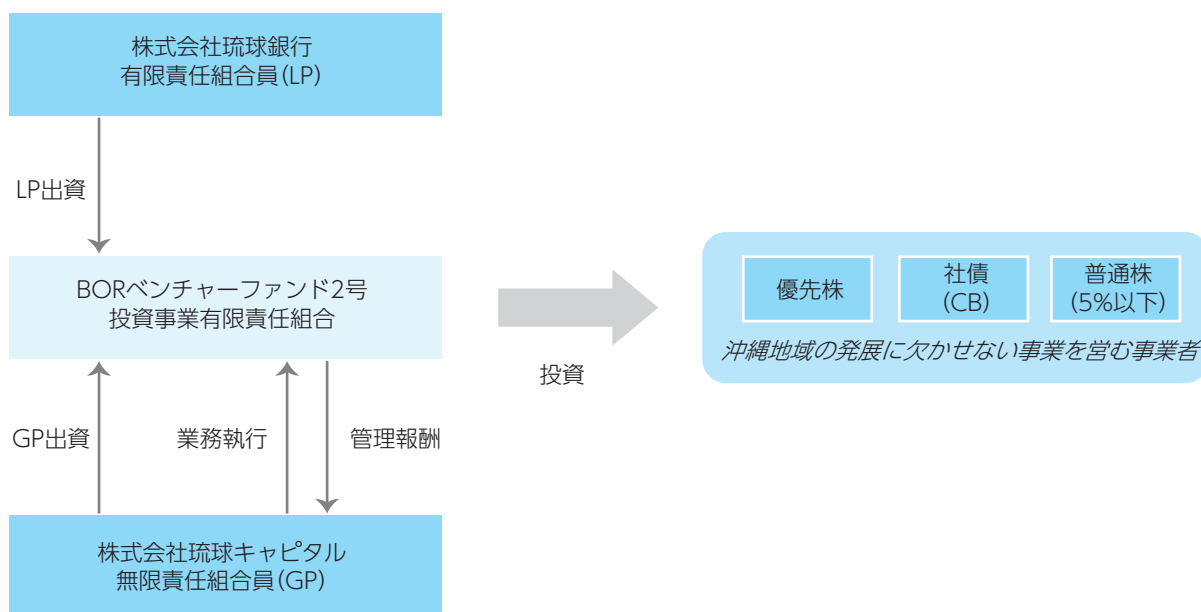 株式会社琉球銀行
有限責任組合員(LP)
LP出資
BORベンチャーファンド2号
投資事業有限責任組合
投資
優先株
社債
(CB)
普通株
(5%以下)
沖縄地域の発展に欠かせない事業を営む事業者
GP出資
業務執行
管理報酬
株式会社琉球キャピタル
無限責任組合員(GP)